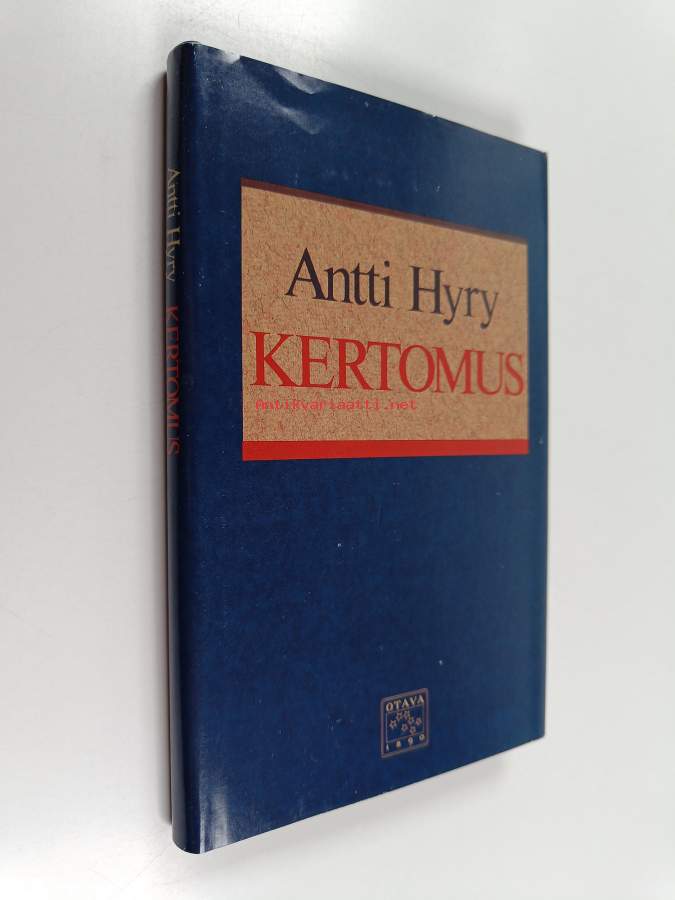 Antti Hyry KERTOMUS
Antti Hyry
KERTOMUS
Antikvariaatti.net
OTAVA
1890